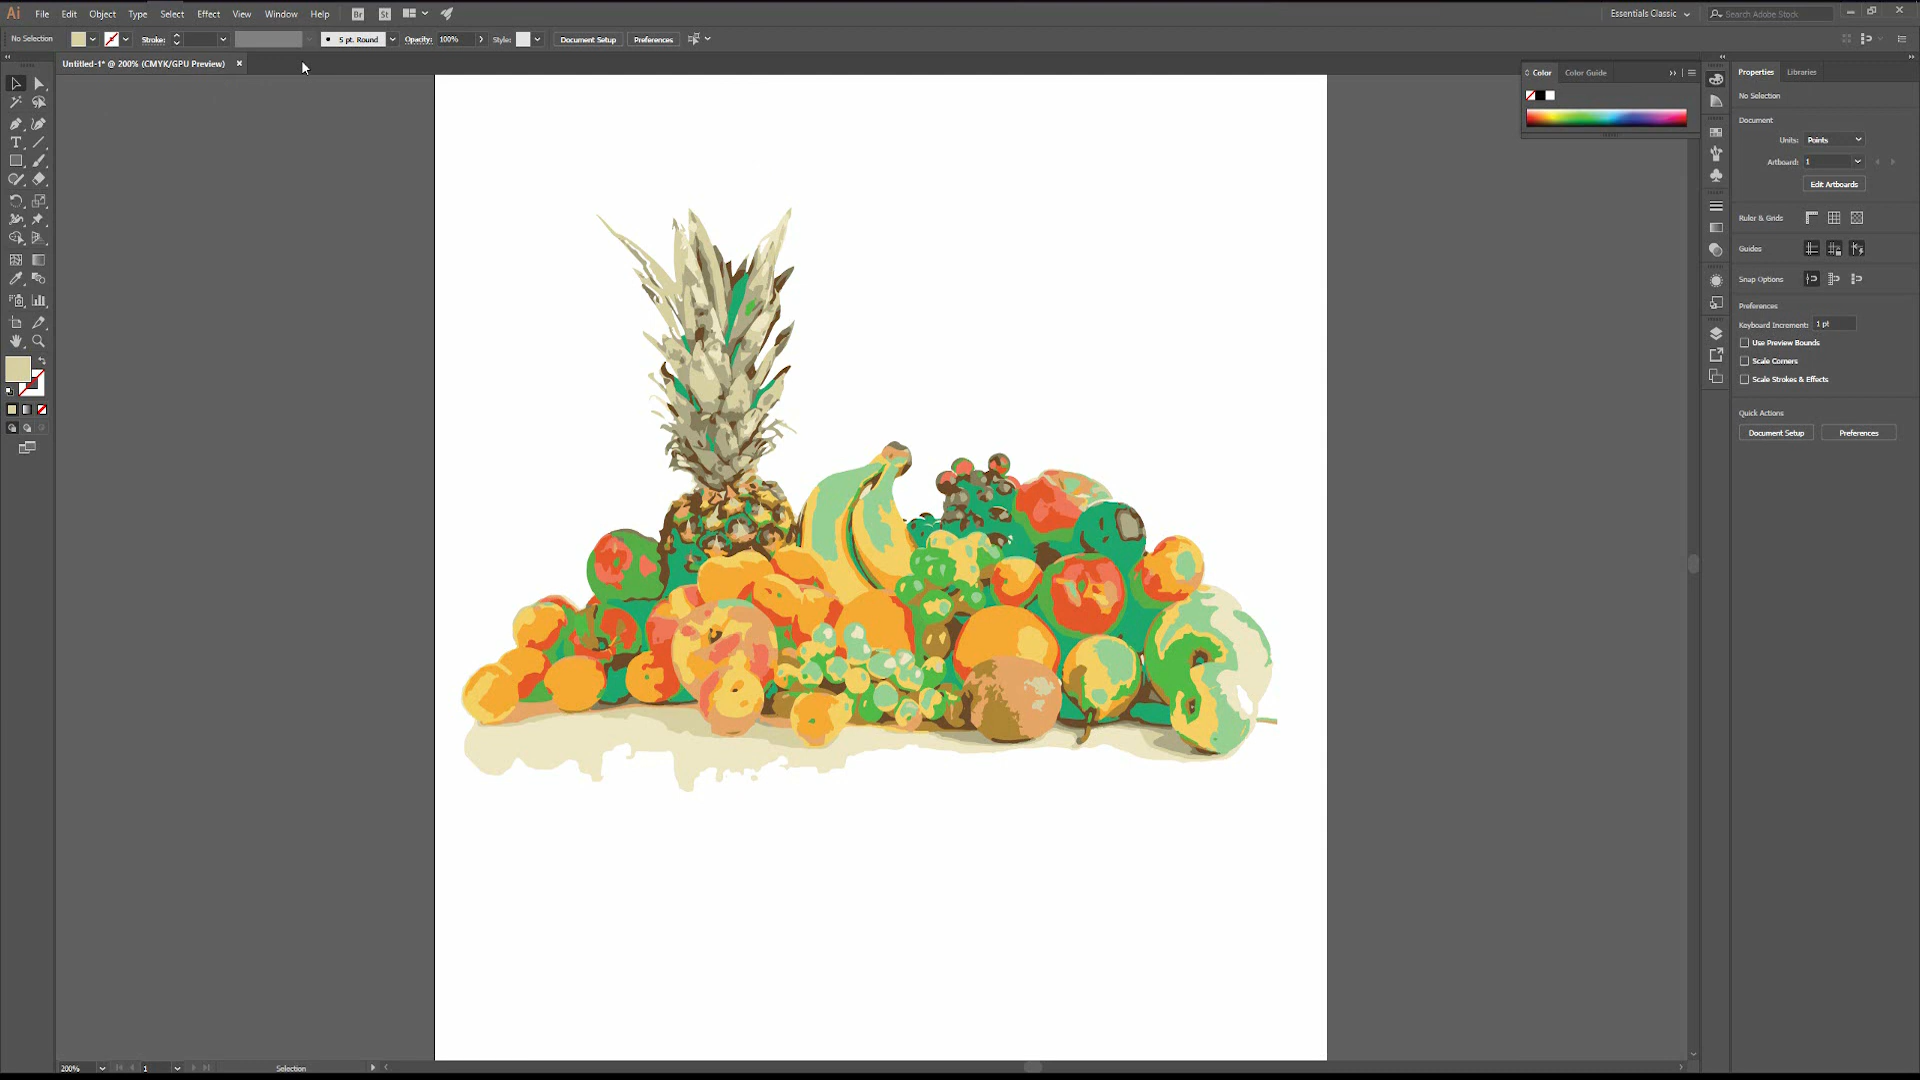 Ai File Edit Object Type Select Effect View Window Help Br St Essentials Classic Search Adobe Stock
No Selection Stroke: 5 pt. Round Opacity: 100% Style: Document Setup Preferences
Untitled-1* @ 200% (CMYK/GPU Preview) ×
Color Color Guide
Properties Libraries
No Selection
Document
Units: Points
Artboard: 1
Edit Artboards
Ruler & Grids
Guides
Snap Options
Preferences
Keyboard Increment: 1 pt
Use Preview Bounds
Scale Corners
Scale Strokes & Effects
Quick Actions
Document Setup Preferences
200% 1 Selection